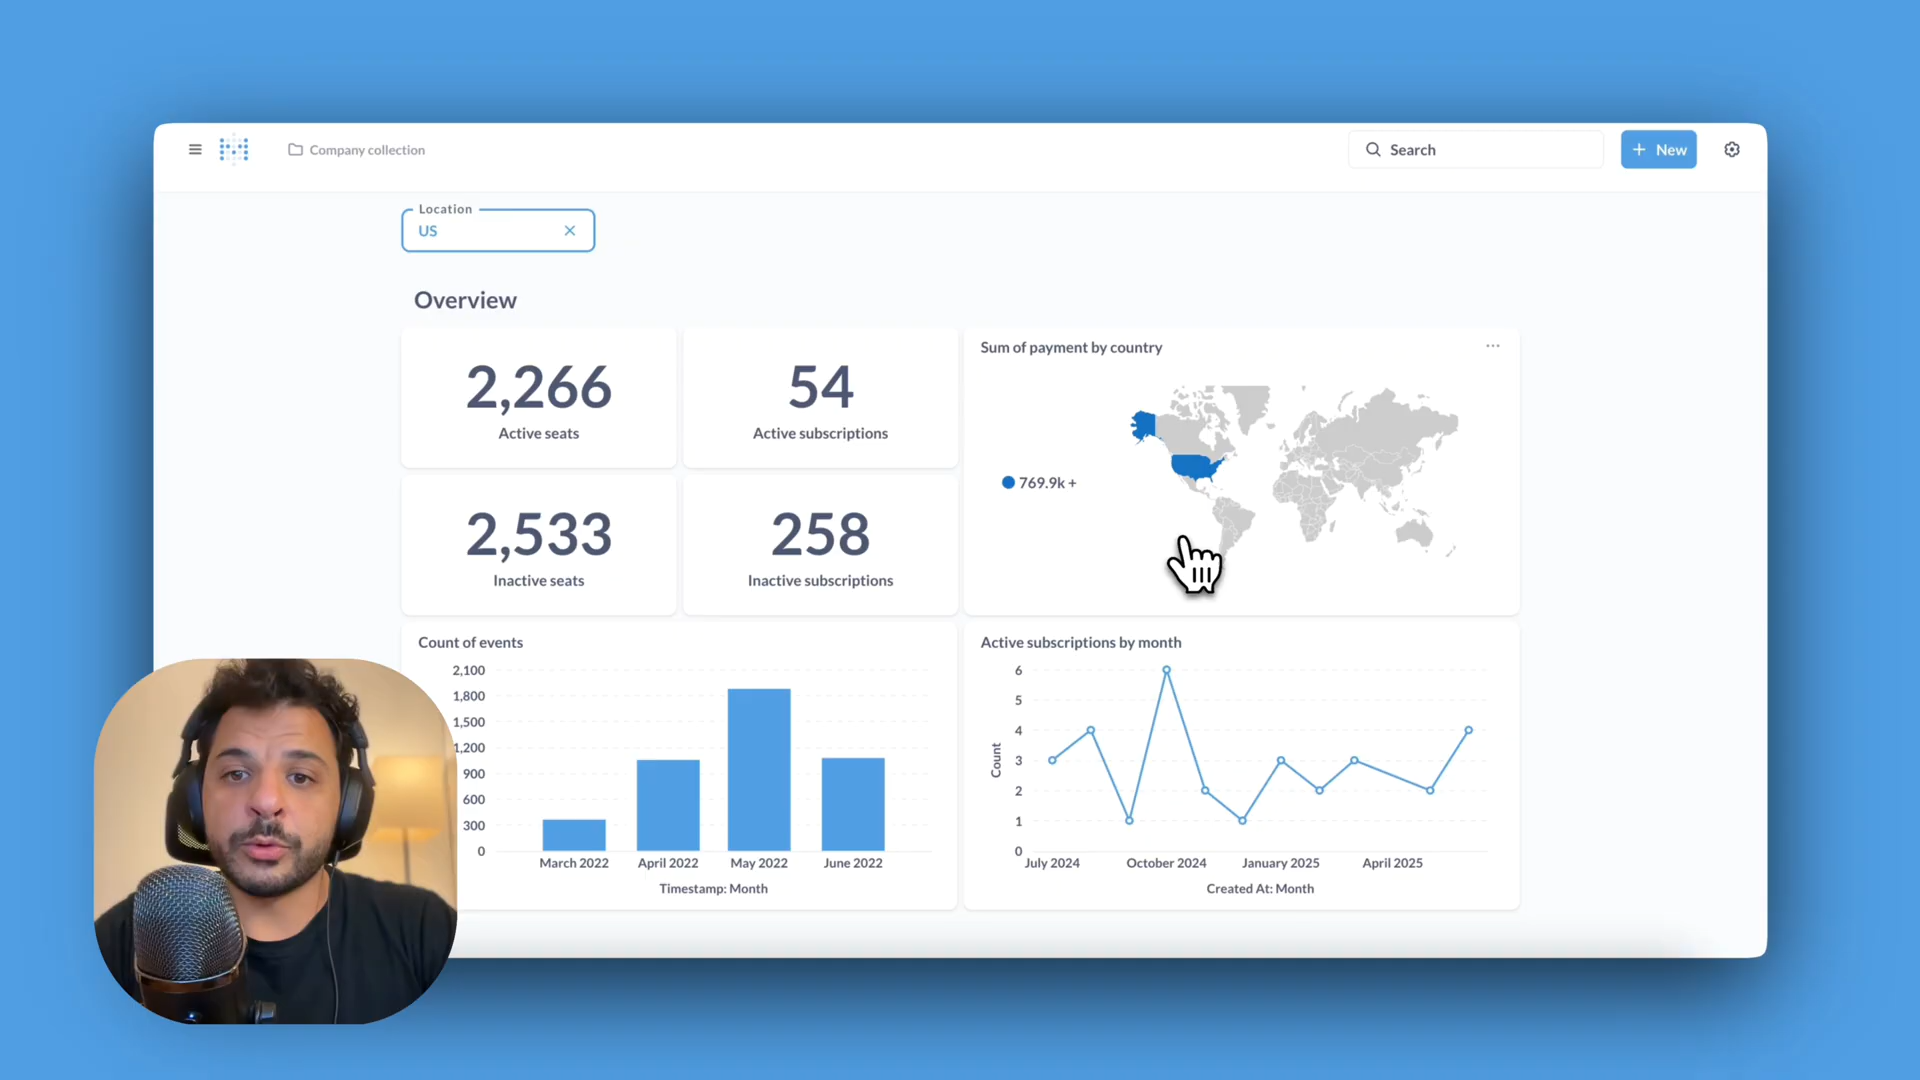 Company collection
Search
+ New
Location
US
Overview
2,266
Active seats
54
Active subscriptions
2,533
Inactive seats
258
Inactive subscriptions
Sum of payment by country
769.9k +
Count of events
2,100
1,800
1,500
1,200
900
600
300
0
March 2022
April 2022
May 2022
June 2022
Timestamp: Month
Active subscriptions by month
Count
6
5
4
3
2
1
0
July 2024
October 2024
January 2025
April 2025
Created At: Month